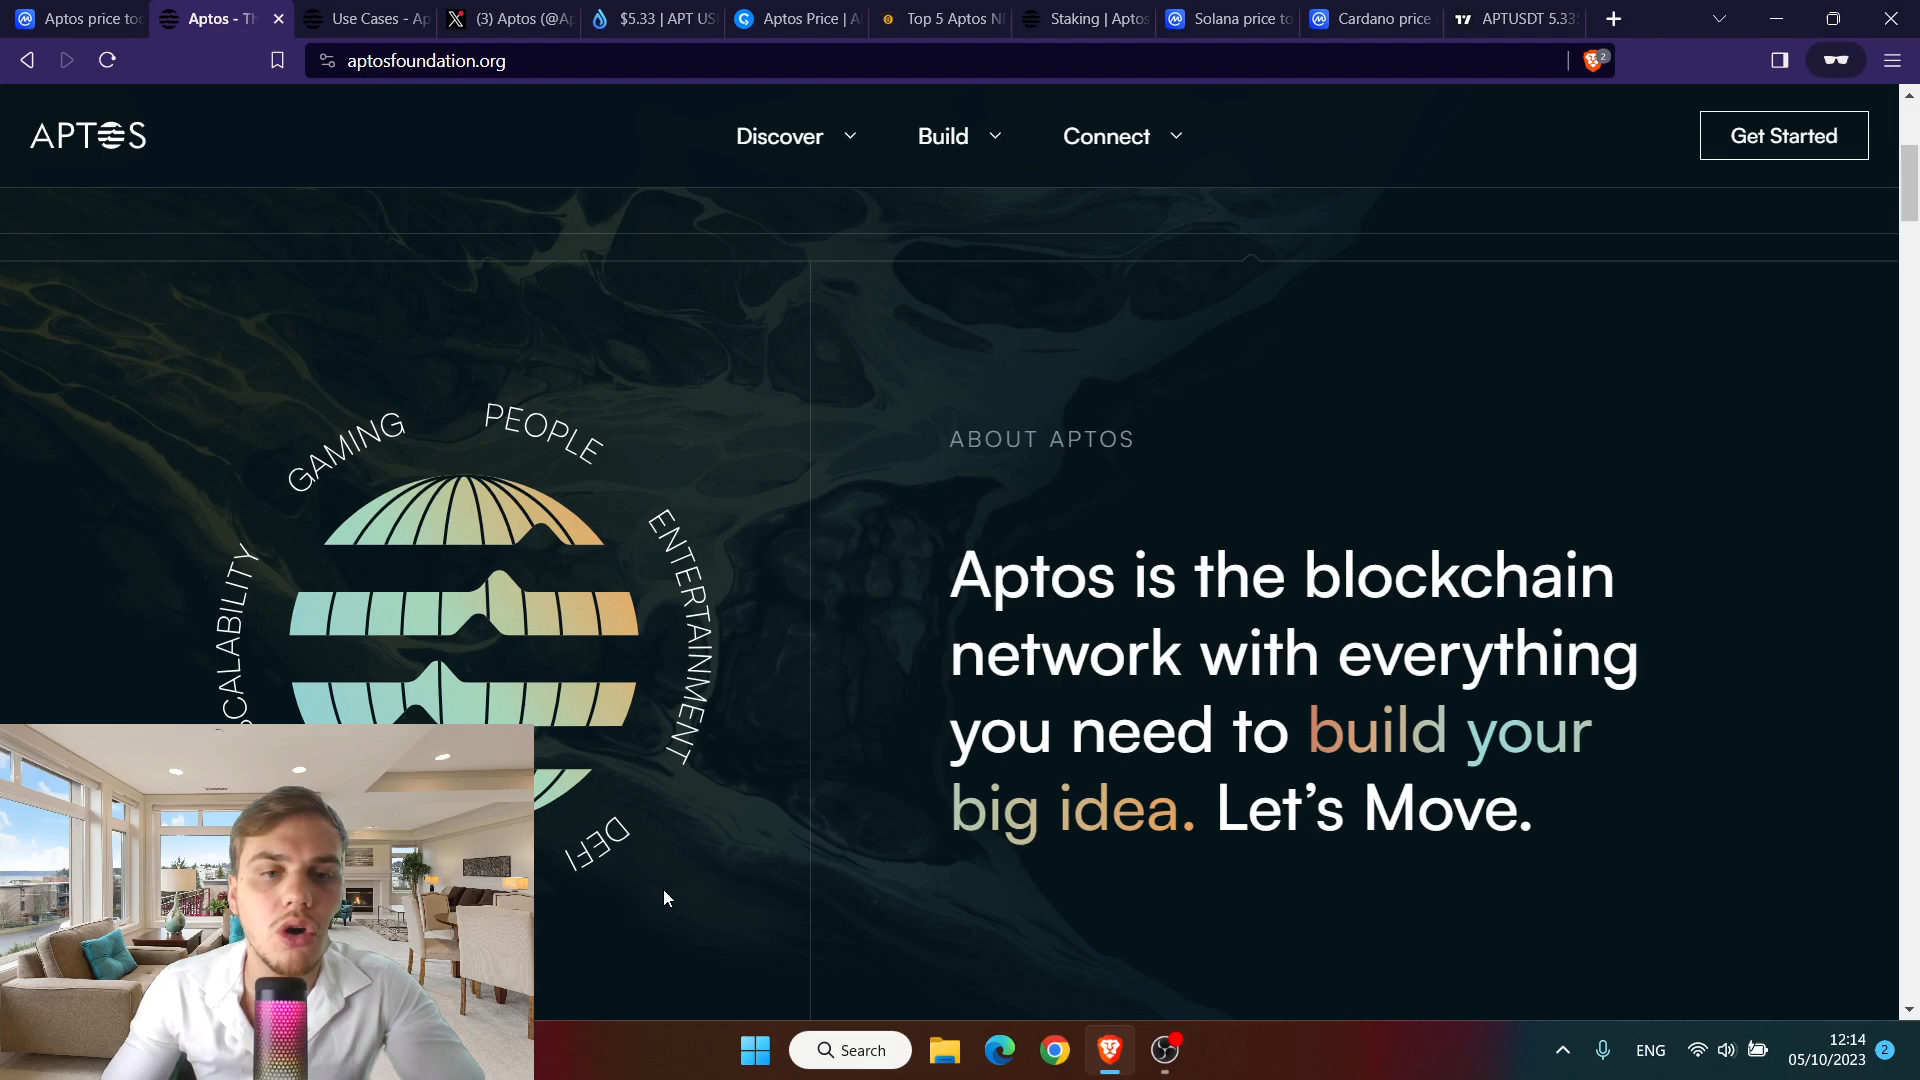 Aptos price to
Aptos - Th
Use Cases - Ap
(3) Aptos (@Ap
$5.33 | APT US
Aptos Price | A
Top 5 Aptos N
Staking | Aptos
Solana price to
Cardano price
APTUSDT 5.33
aptosfoundation.org
2
APTOS
Discover
Build
Connect
Get Started
GAMING
PEOPLE
ENTERTAINMENT
DEFI
SCALABILITY
ABOUT APTOS
Aptos is the blockchain
network with everything
you need to build your
big idea. Let's Move.
Search
ENG
12:14
05/10/2023
2